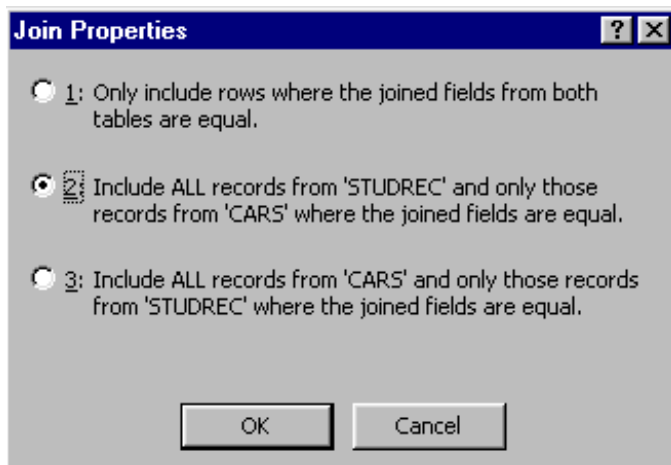 Join Properties
? X
1: Only include rows where the joined fields from both
tables are equal.
2: Include ALL records from 'STUDREC' and only those
records from 'CARS' where the joined fields are equal.
3: Include ALL records from 'CARS' and only those records
from 'STUDREC' where the joined fields are equal.
OK Cancel